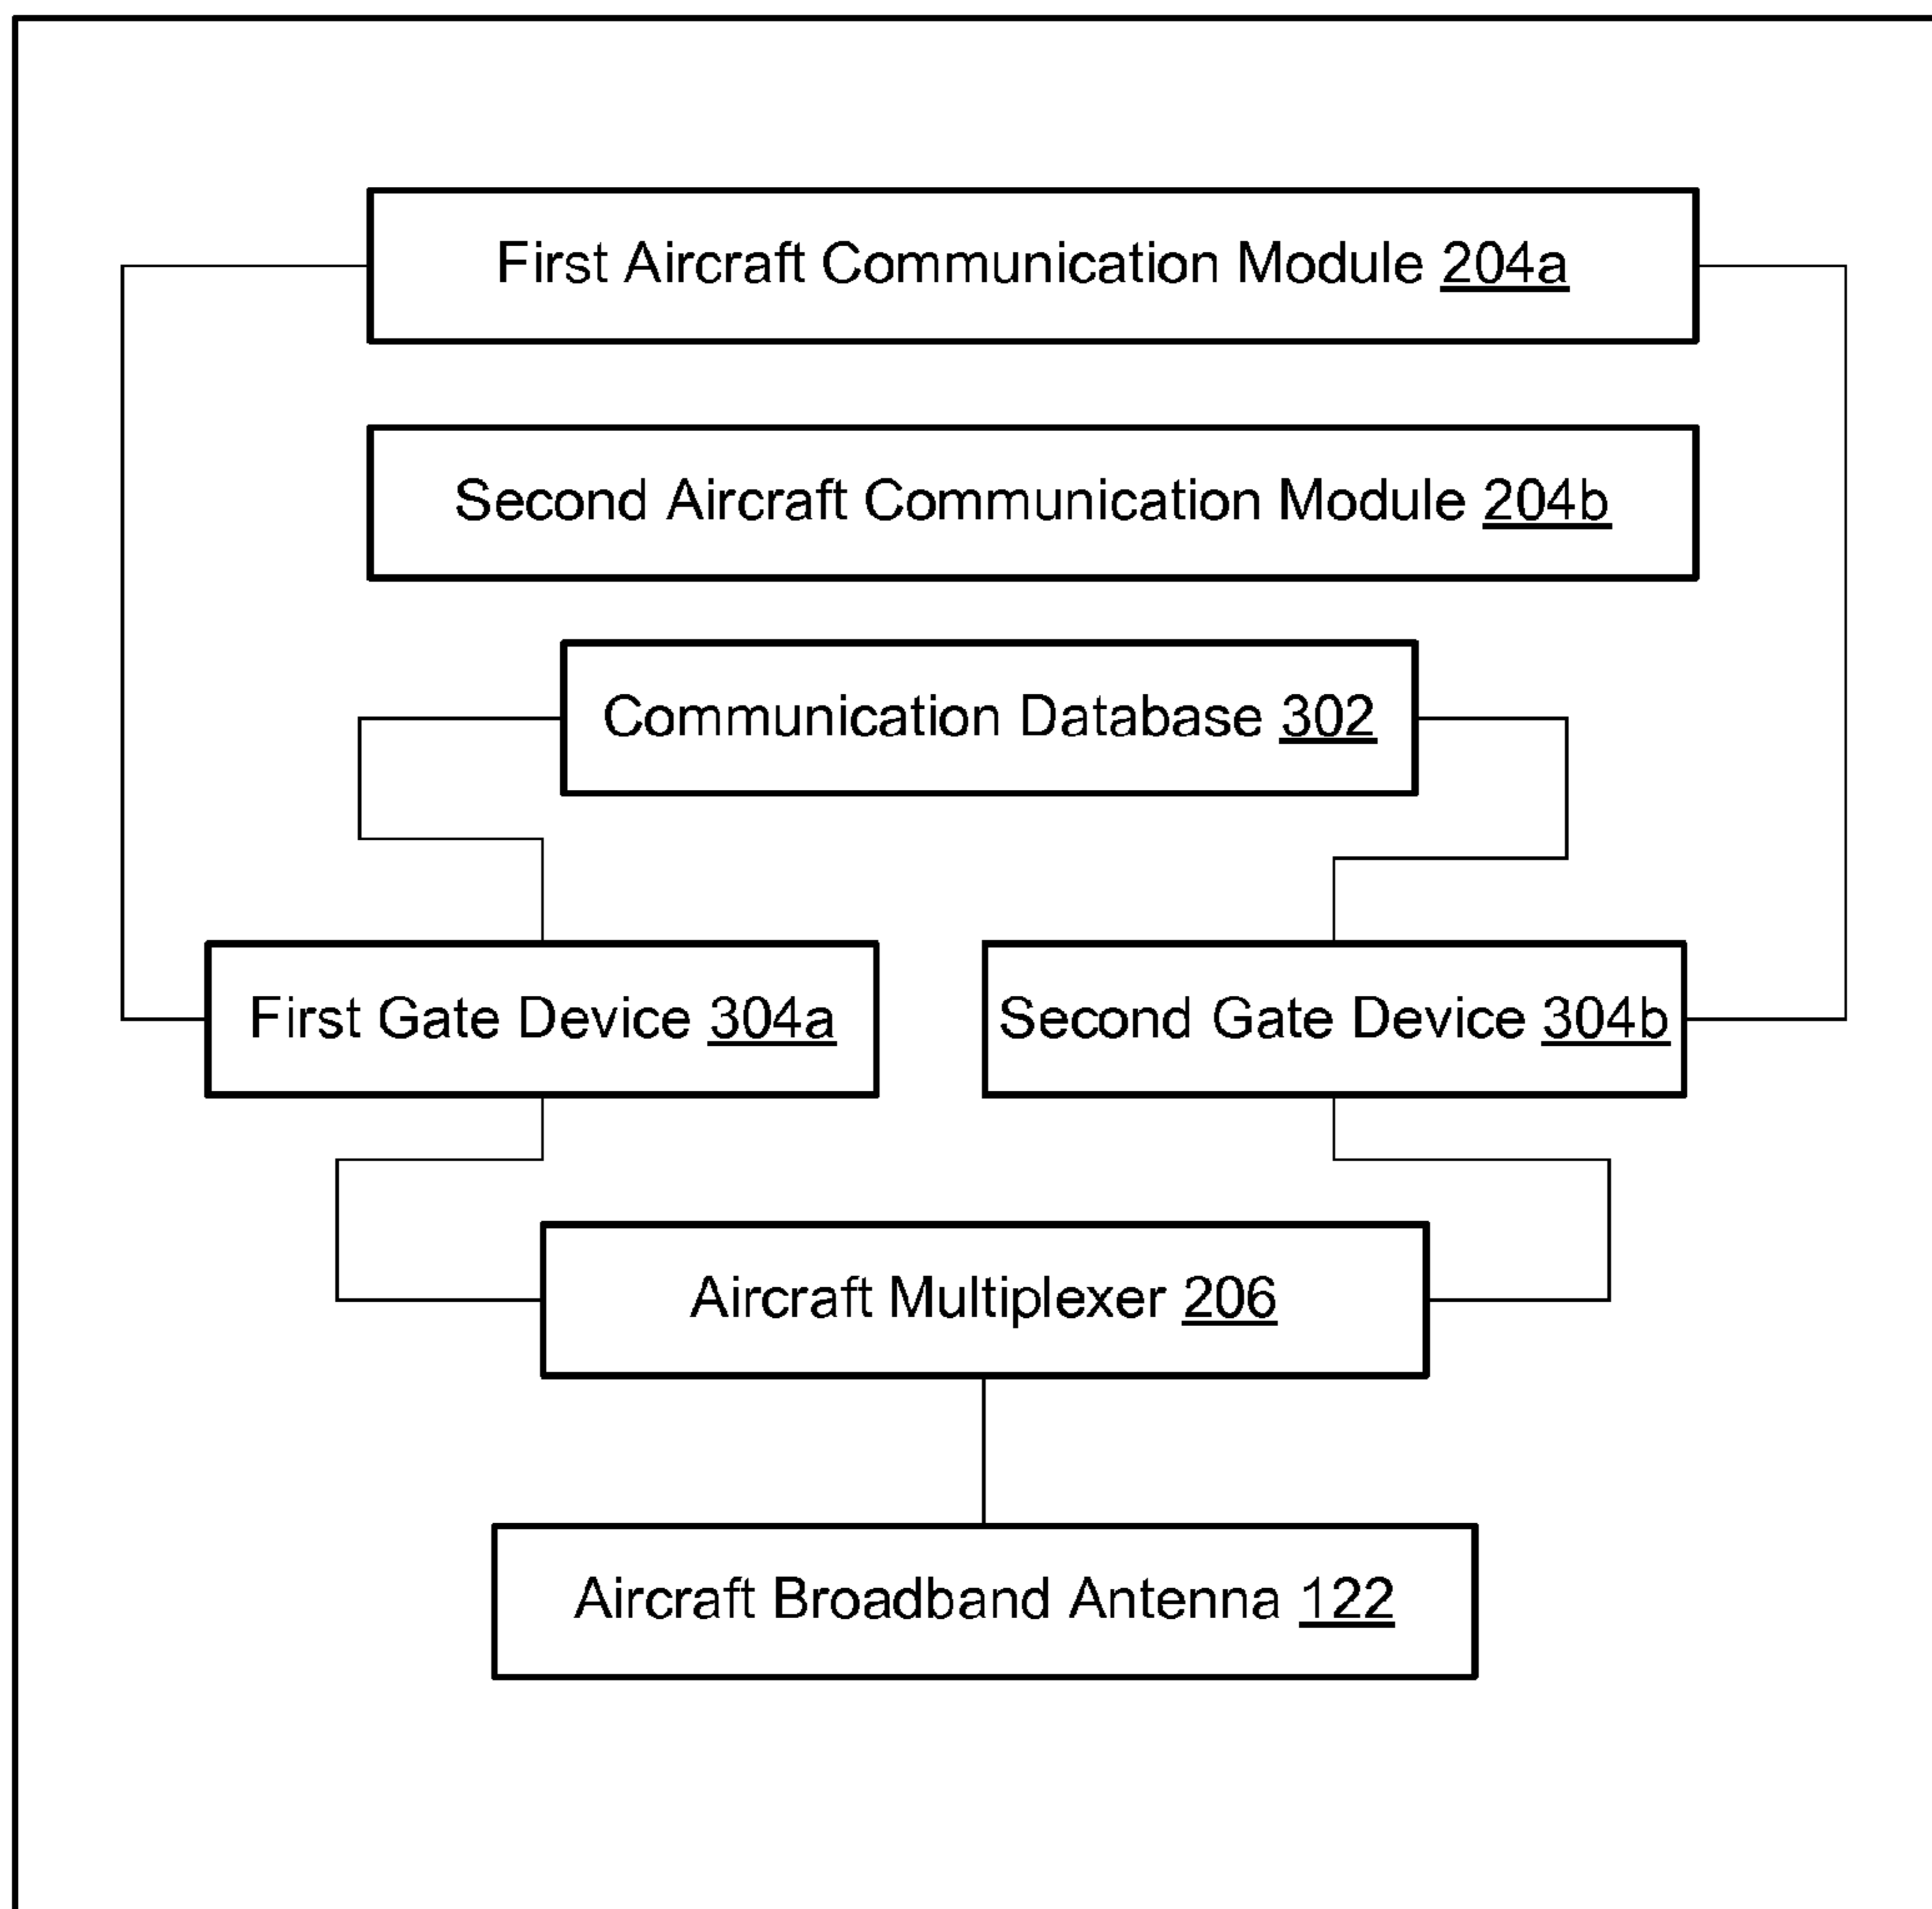 First Aircraft Communication Module 204a
Second Aircraft Communication Module 204b
Communication Database 302
First Gate Device 304a
Second Gate Device 304b
Aircraft Multiplexer 206
Aircraft Broadband Antenna 122